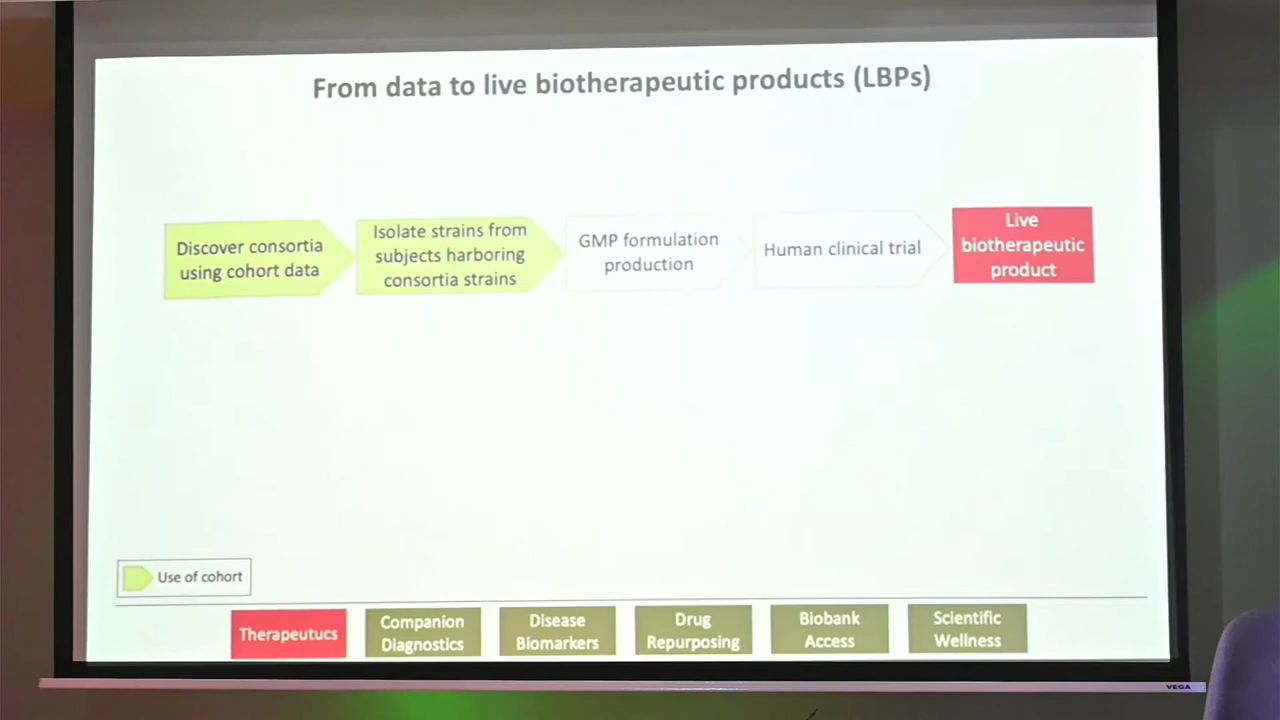 From data to live biotherapeutic products (LBPs)
Discover consortia
using cohort data
Isolate strains from
subjects harboring
consortia strains
GMP formulation
production
Human clinical trial
Live
biotherapeutic
product
Use of cohort
Therapeutucs
Companion
Diagnostics
Disease
Biomarkers
Drug
Repurposing
Biobank
Access
Scientific
Wellness
VEGA